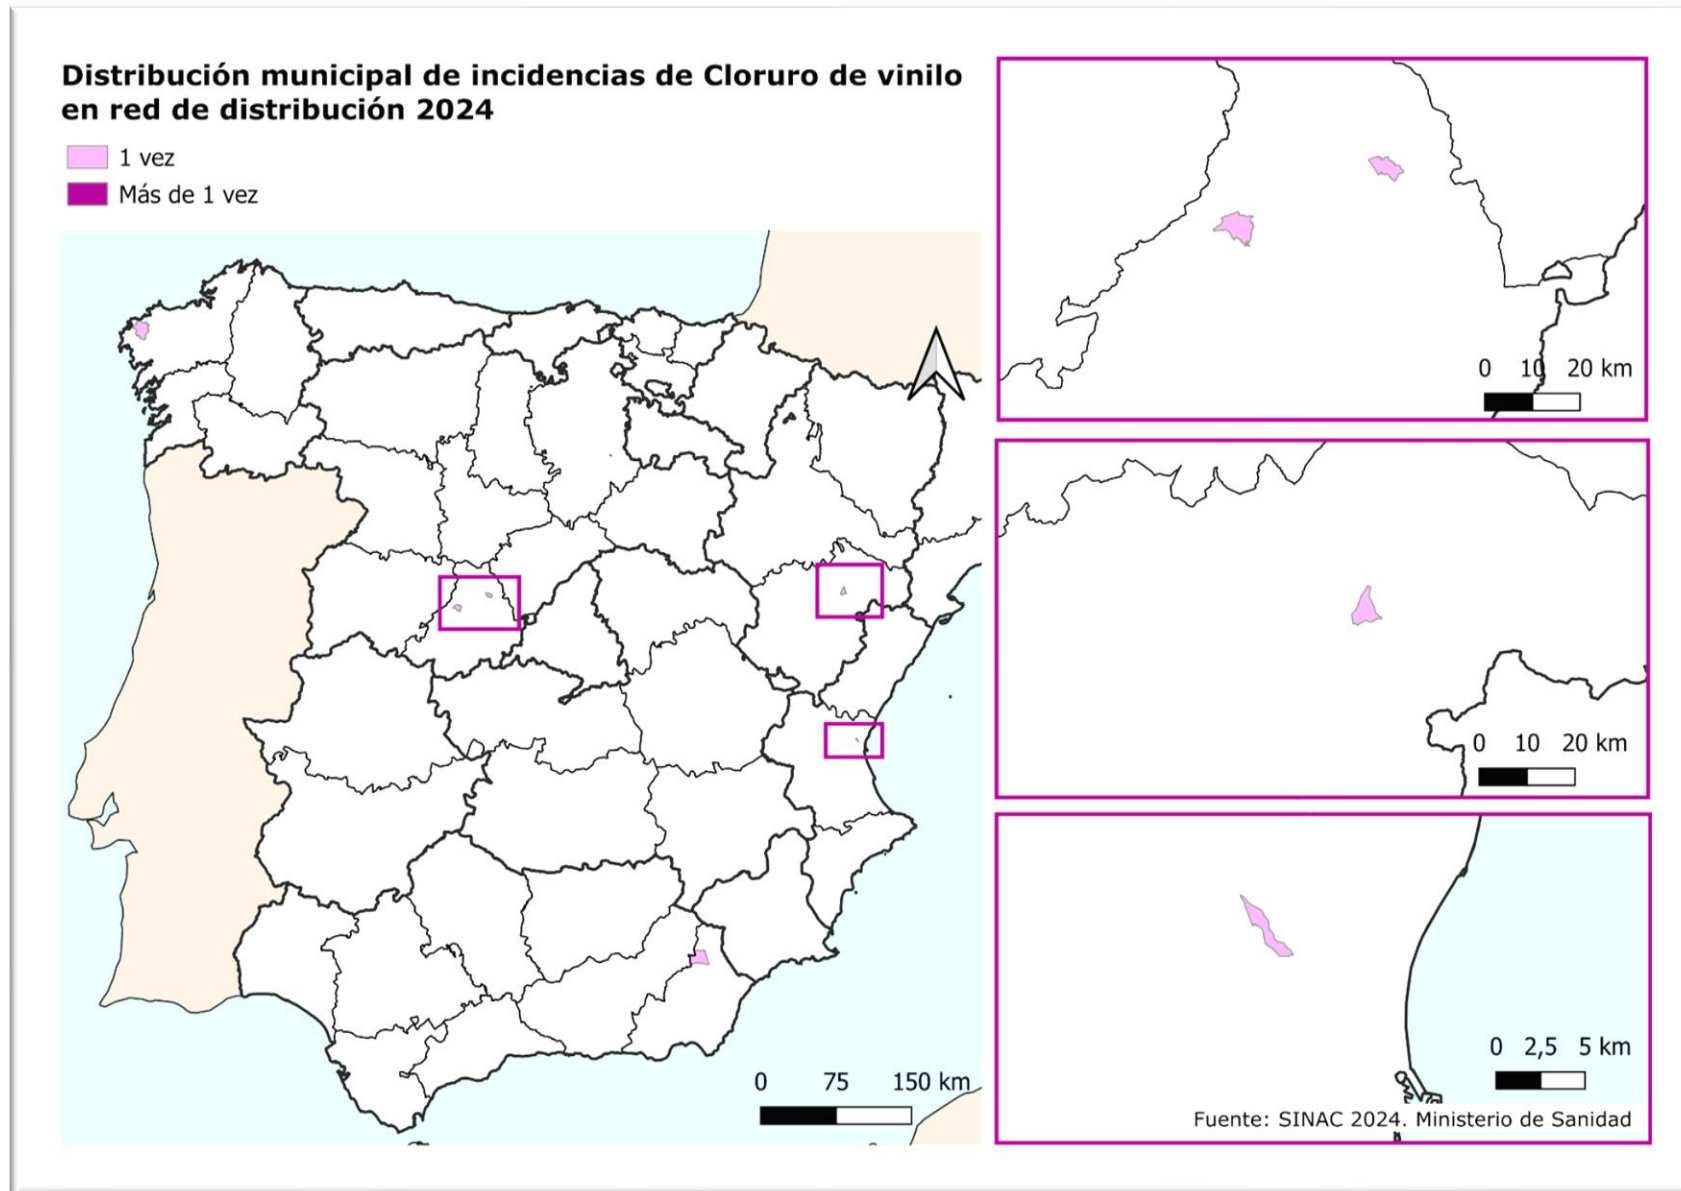 Distribución municipal de incidencias de Cloruro de vinilo
en red de distribución 2024
1 vez
Más de 1 vez
0 75 150 km
0 10 20 km
0 10 20 km
0 2,5 5 km
Fuente: SINAC 2024. Ministerio de Sanidad